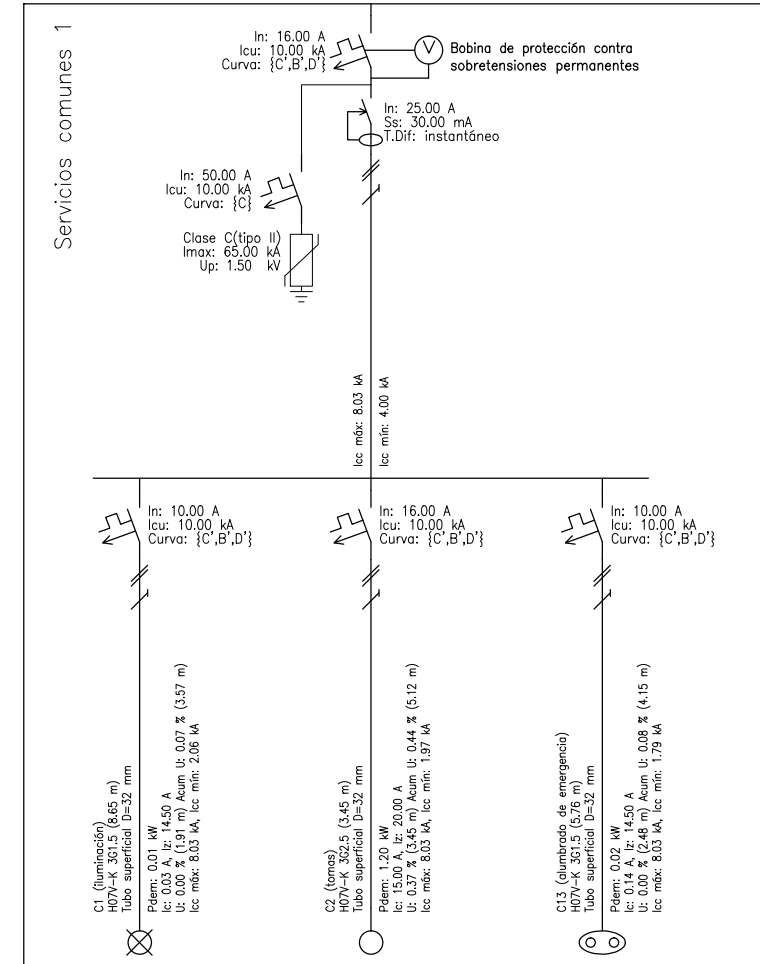 Servicios comunes 1
In: 16.00 A
Icu: 10.00 kA
Curva: {C',B',D'}
V
Bobina de protección contra
sobretensiones permanentes
In: 25.00 A
Ss: 30.00 mA
T.Dif: instantáneo
In: 50.00 A
Icu: 10.00 kA
Curva: {C}
Clase C(tipo II)
Imax: 65.00 kA
Up: 1.50 kV
Icc máx: 8.03 kA
Icc mín: 4.00 kA
In: 10.00 A
Icu: 10.00 kA
Curva: {C',B',D'}
In: 16.00 A
Icu: 10.00 kA
Curva: {C',B',D'}
In: 10.00 A
Icu: 10.00 kA
Curva: {C',B',D'}
C1 (iluminación)
H07V-K 3G1.5 (8.65 m)
Tubo superficial D=32 mm
Pdem: 0.01 kW
Ic: 0.03 A, Iz: 14.50 A
U: 0.00 % (1.91 m) Acum U: 0.07 % (3.57 m)
Icc máx: 8.03 kA, Icc mín: 2.06 kA
C2 (tomas)
H07V-K 3G2.5 (3.45 m)
Tubo superficial D=32 mm
Pdem: 1.20 kW
Ic: 15.00 A, Iz: 20.00 A
U: 0.37 % (3.45 m) Acum U: 0.44 % (5.12 m)
Icc máx: 8.03 kA, Icc mín: 1.97 kA
C13 (alumbrado de emergencia)
H07V-K 3G1.5 (5.76 m)
Tubo superficial D=32 mm
Pdem: 0.02 kW
Ic: 0.14 A, Iz: 14.50 A
U: 0.00 % (2.48 m) Acum U: 0.08 % (4.15 m)
Icc máx: 8.03 kA, Icc mín: 1.79 kA